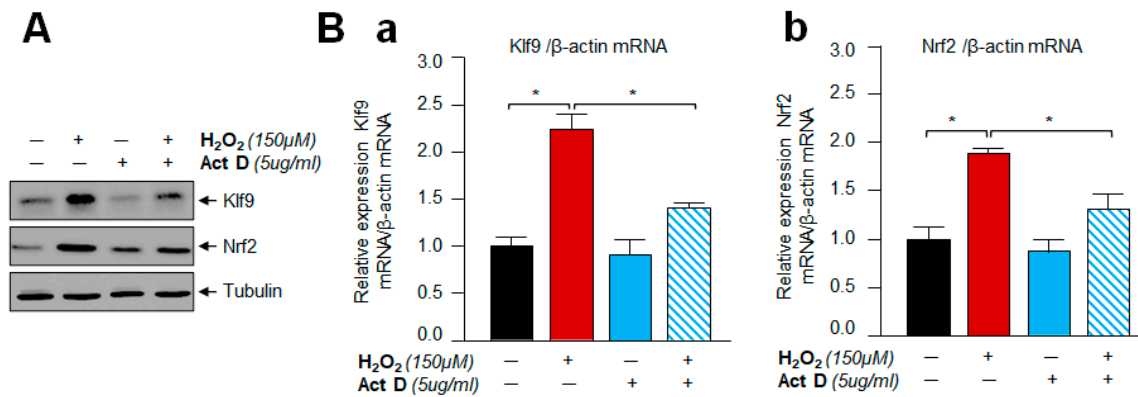 A
− + − + H₂O₂ (150µM)
− − + + Act D (5ug/ml)
Klf9
Nrf2
Tubulin
B
a
Klf9 /β-actin mRNA
Relative expression Klf9
mRNA/β-actin mRNA
3.0
2.5
2.0
1.5
1.0
0.5
0.0
* *
H₂O₂ (150µM) − + − +
Act D (5ug/ml) − − + +
b
Nrf2 /β-actin mRNA
Relative expression Nrf2
mRNA/β-actin mRNA
3.0
2.5
2.0
1.5
1.0
0.5
0.0
* *
H₂O₂ (150µM) − + − +
Act D (5ug/ml) − − + +